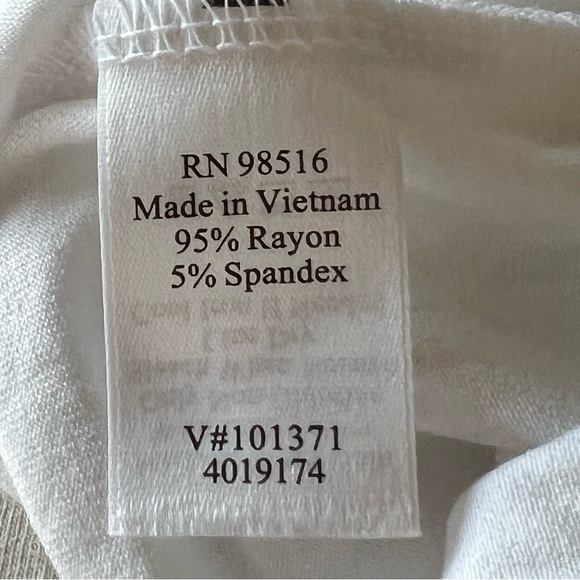 RN 98516
Made in Vietnam
95% Rayon
5% Spandex
V#101371
4019174